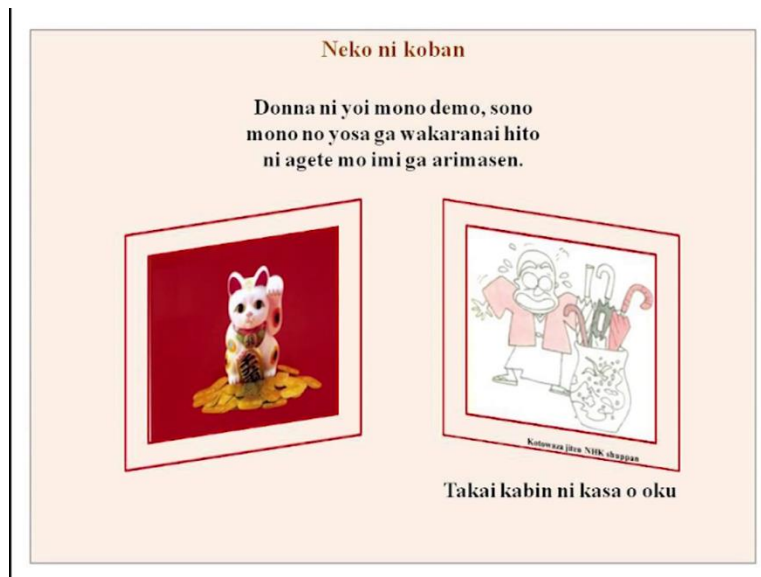 Neko ni koban
Donna ni yoi mono demo, sono
mono no yosa ga wakaranai hito
ni agete mo imi ga arimasen.
Kotowaza jiten NHK shuppan
Takai kabin ni kasa o oku